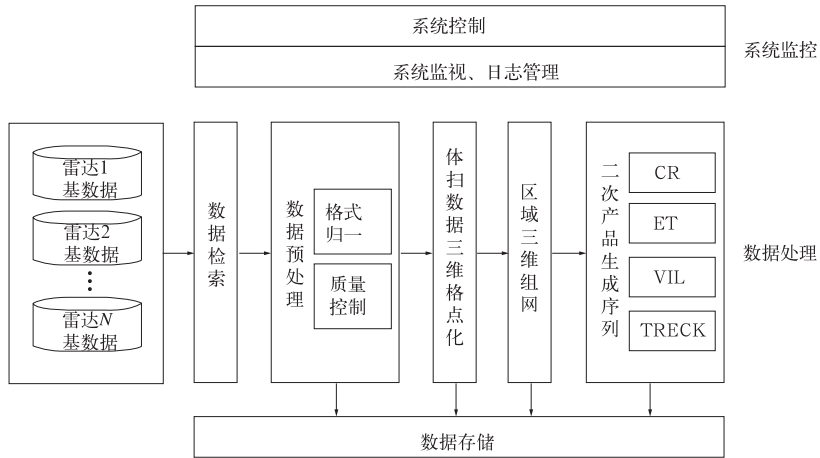 系统控制
系统监视、日志管理
系统监控
雷达1
基数据
雷达2
基数据
雷达N
基数据
数据检索
数据预处理
格式
归一
质量
控制
体扫数据三维格点化
区域三维组网
二次产品生成序列
CR
ET
VIL
TRECK
数据处理
数据存储